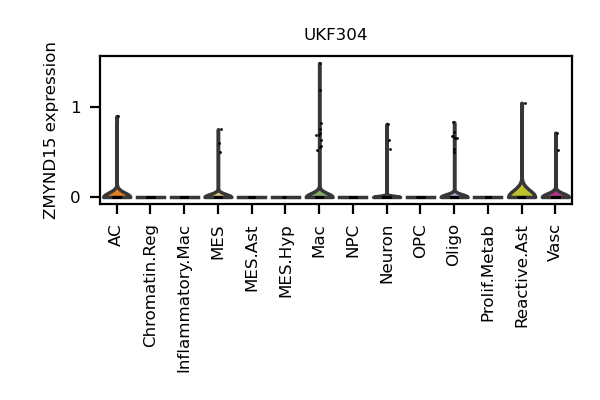 UKF304
ZMYND15 expression
1
0
AC
Chromatin.Reg
Inflammatory.Mac
MES
MES.Ast
MES.Hyp
Mac
NPC
Neuron
OPC
Oligo
Prolif.Metab
Reactive.Ast
Vasc